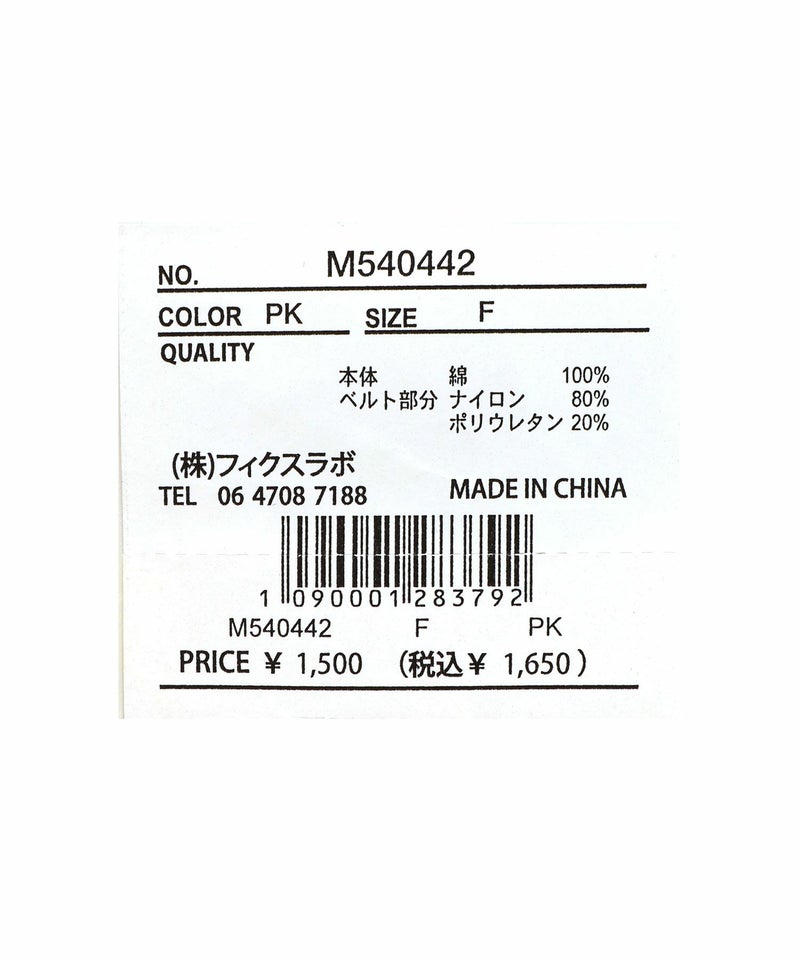 NO. M540442
COLOR PK SIZE F
QUALITY
本体 綿 100%
ベルト部分 ナイロン 80%
ポリウレタン 20%
(株)フィクスラボ
TEL 06 4708 7188 MADE IN CHINA
1 090001 283792
M540442 F PK
PRICE ¥ 1,500 (税込¥ 1,650)